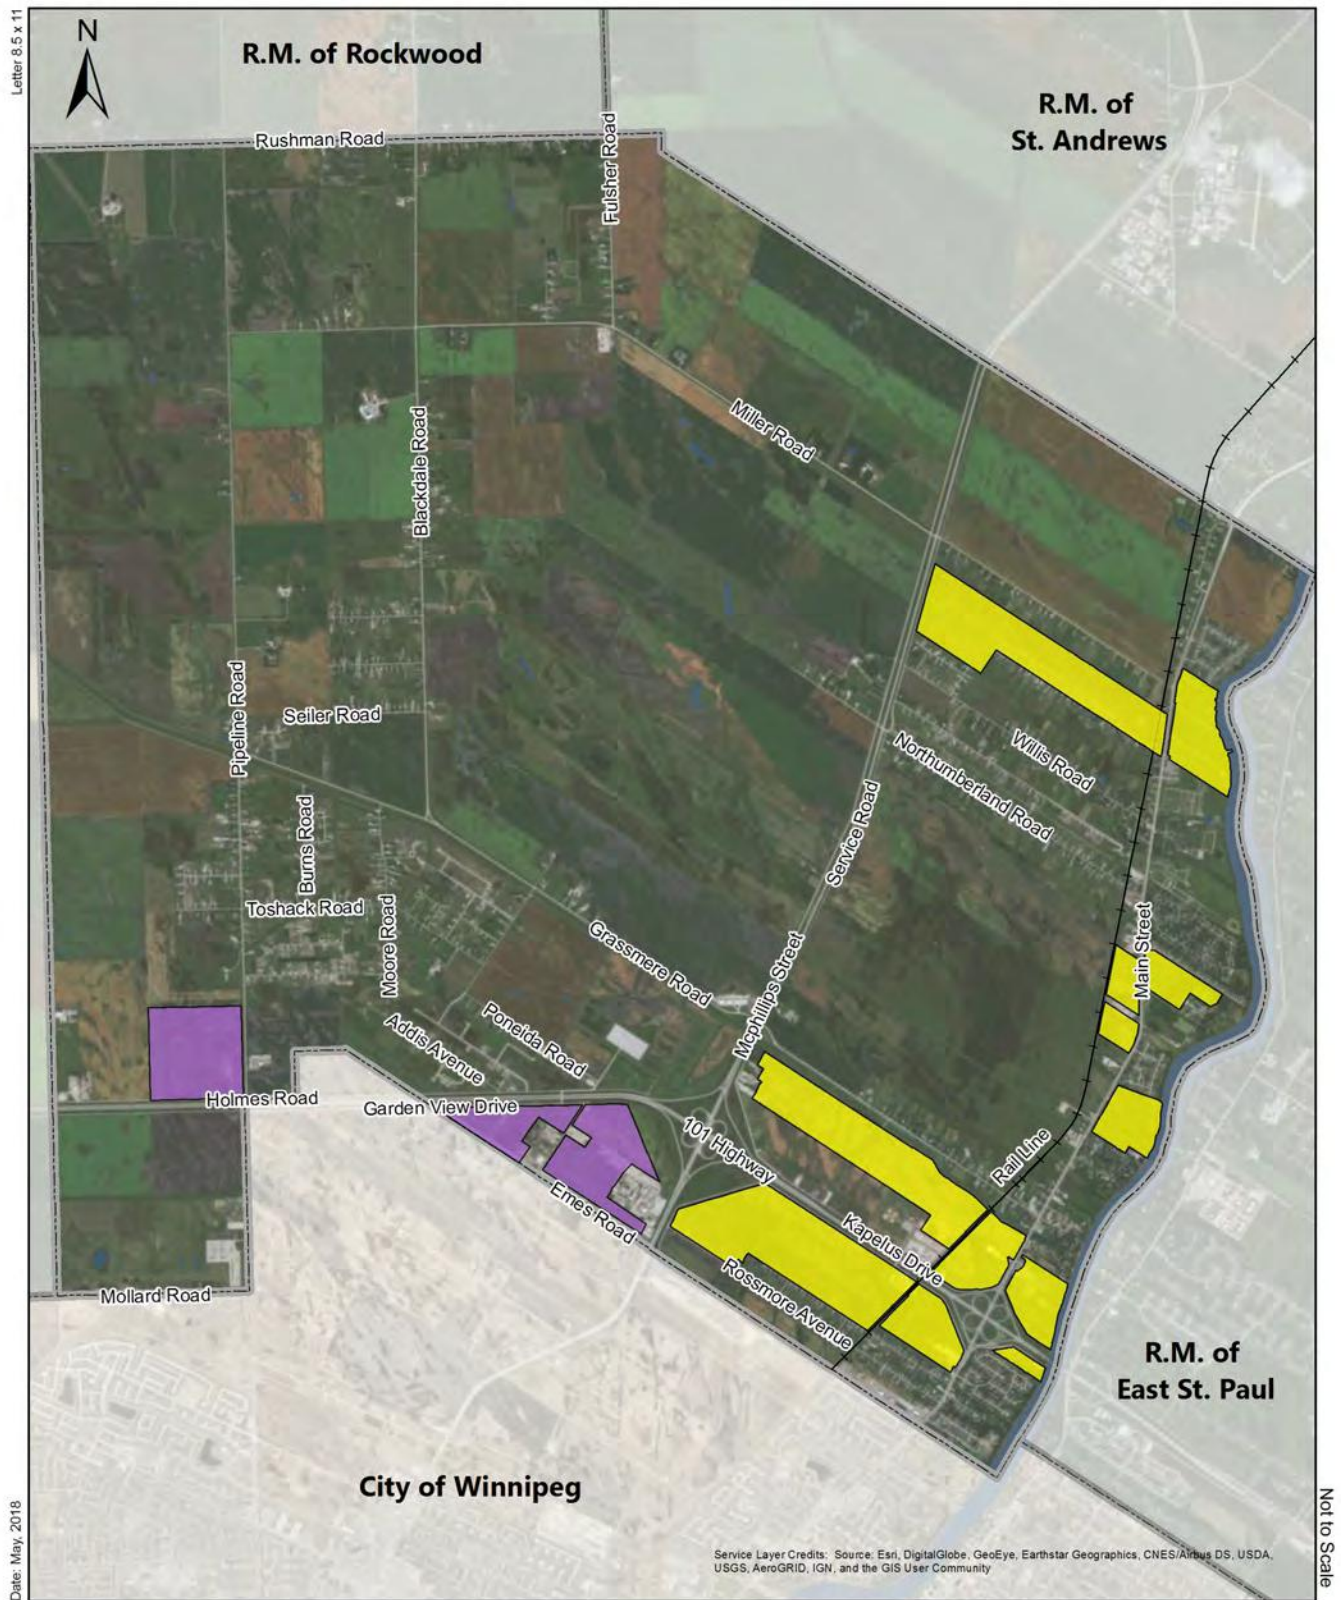 Letter 8.5 x 11
N
R.M. of Rockwood
R.M. of
St. Andrews
Rushman Road
Fulsher Road
Miller Road
Blackdale Road
Pipeline Road
Seiler Road
Willis Road
Northumberland Road
Service Road
Burns Road
Toshack Road
Moore Road
Grassmere Road
Mcphillips Street
Main Street
Addis Avenue
Poneida Road
Holmes Road
Garden View Drive
101 Highway
Rail Line
Emes Road
Kapelus Drive
Rossmore Avenue
Mollard Road
R.M. of
East St. Paul
City of Winnipeg
Service Layer Credits: Source: Esri, DigitalGlobe, GeoEye, Earthstar Geographics, CNES/Airbus DS, USDA,
USGS, AeroGRID, IGN, and the GIS User Community
Date: May, 2018
Not to Scale